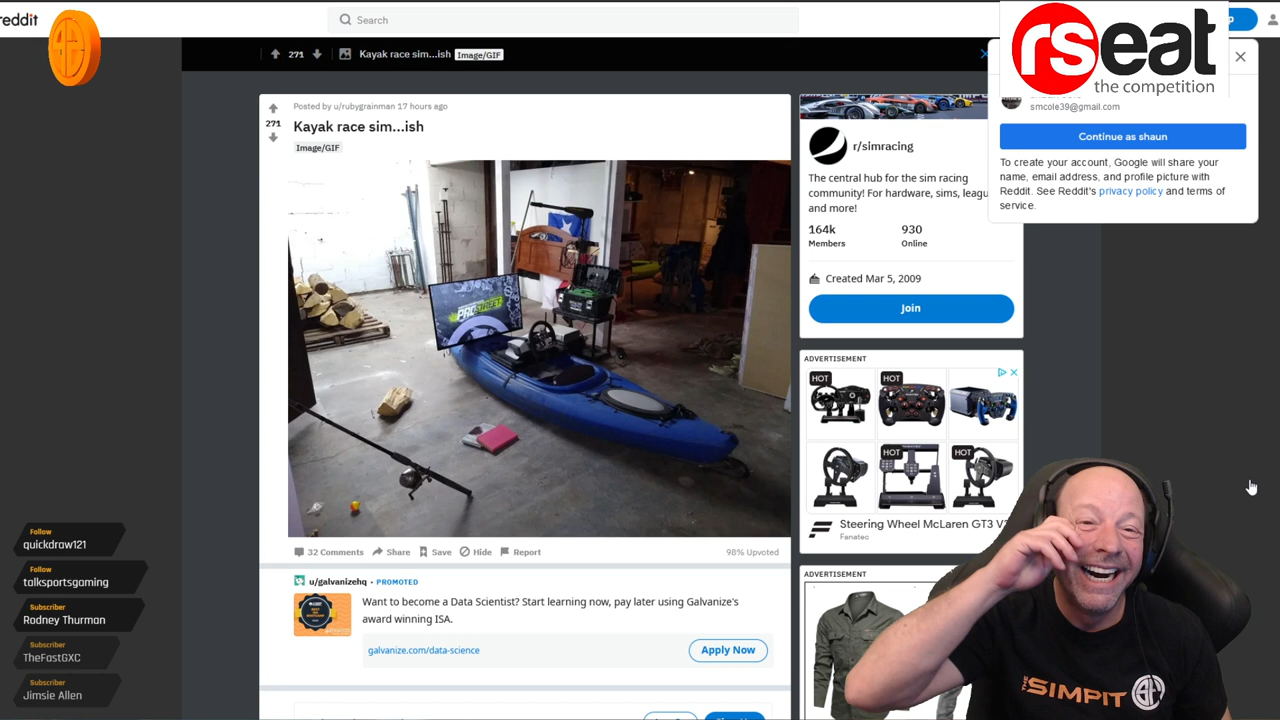 reddit
Search
271
Kayak race sim...ish
Image/GIF
rseat
the competition
smcole39@gmail.com
Continue as shaun
To create your account, Google will share your
name, email address, and profile picture with
Reddit. See Reddit's privacy policy and terms of
service.
Posted by u/rubygrainman 17 hours ago
271
Kayak race sim...ish
Image/GIF
PROSTREET
32 Comments
Share
Save
Hide
Report
98% Upvoted
r/simracing
The central hub for the sim racing
community! For hardware, sims,
and more!
164k
930
Members
Online
Created Mar 5, 2009
Join
ADVERTISEMENT
HOT
HOT
HOT
HOT
Steering Wheel McLaren GT3
Fanatec
ADVERTISEMENT
u/galvanizehq • PROMOTED
Want to become a Data Scientist? Start learning now, pay later using Galvanize's
award winning ISA.
galvanize.com/data-science
Apply Now
Follow
quickdraw121
Follow
talksportsgaming
Subscriber
Rodney Thurman
Subscriber
TheFastGXC
Subscriber
Jimsie Allen
THE SIMPIT